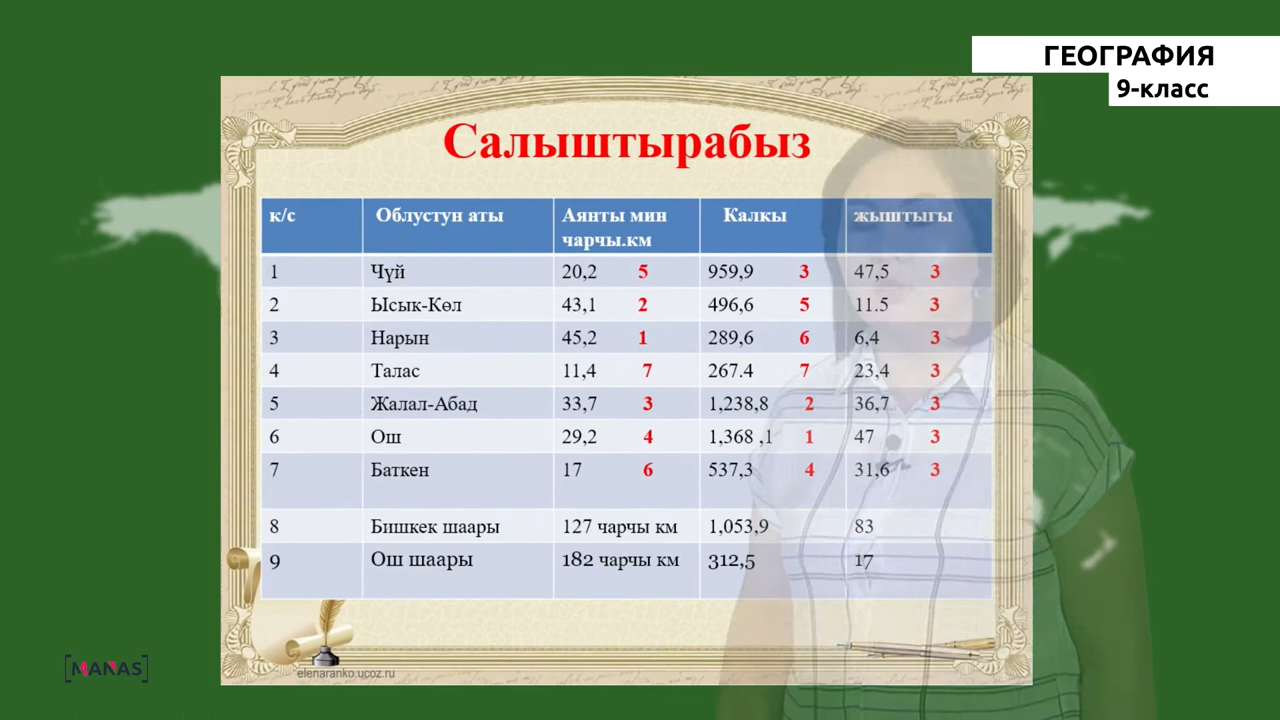 ГЕОГРАФИЯ
9-класс
Салыштырабыз
к/с Облустун аты Аянты мин чарчы.км Калкы жыштыгы
1 Чүй 20,2 5 959,9 3 47,5 3
2 Ысык-Көл 43,1 2 496,6 5 11.5 3
3 Нарын 45,2 1 289,6 6 6,4 3
4 Талас 11,4 7 267.4 7 23,4 3
5 Жалал-Абад 33,7 3 1,238,8 2 36,7 3
6 Ош 29,2 4 1,368 ,1 1 47 3
7 Баткен 17 6 537,3 4 31,6 3
8 Бишкек шаары 127 чарчы км 1,053,9 83
9 Ош шаары 182 чарчы км 312,5 17
elenaranko.ucoz.ru
[MANAS]